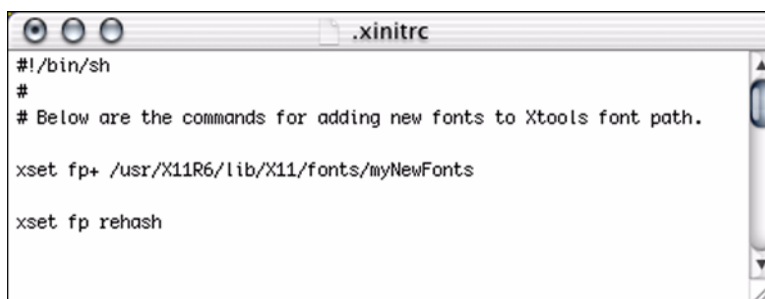 .xinitrc
#!/bin/sh
#
# Below are the commands for adding new fonts to Xtools font path.
xset fp+ /usr/X11R6/lib/X11/fonts/myNewFonts
xset fp rehash